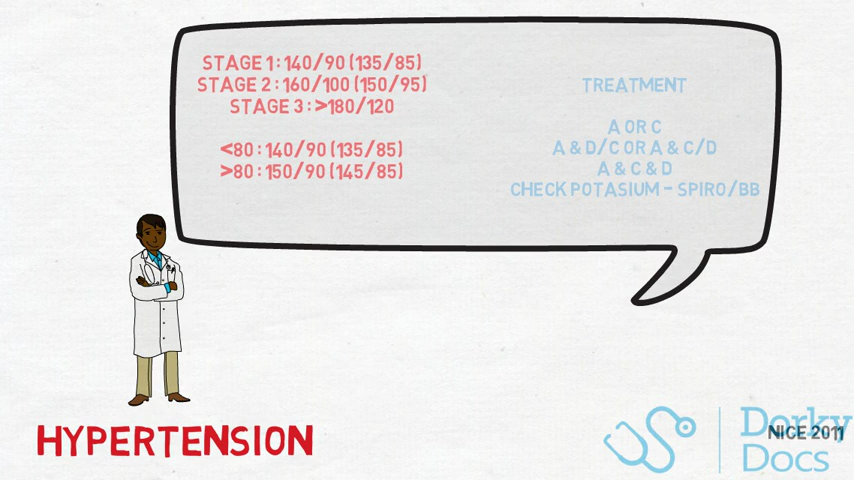 STAGE 1: 140/90 (135/85)
STAGE 2: 160/100 (150/95)
STAGE 3: >180/120
<80: 140/90 (135/85)
>80: 150/90 (145/85)
TREATMENT
A OR C
A & D/C OR A & C/D
A & C & D
CHECK POTASIUM - SPIRO/BB
HYPERTENSION
Dorky
Docs
NICE 2011